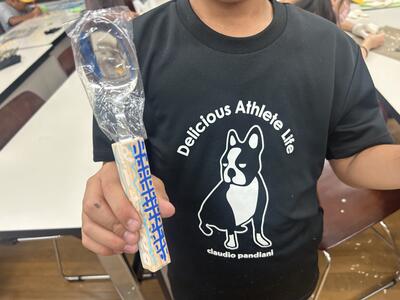 Delicious Athlete Life
claudio pandiani